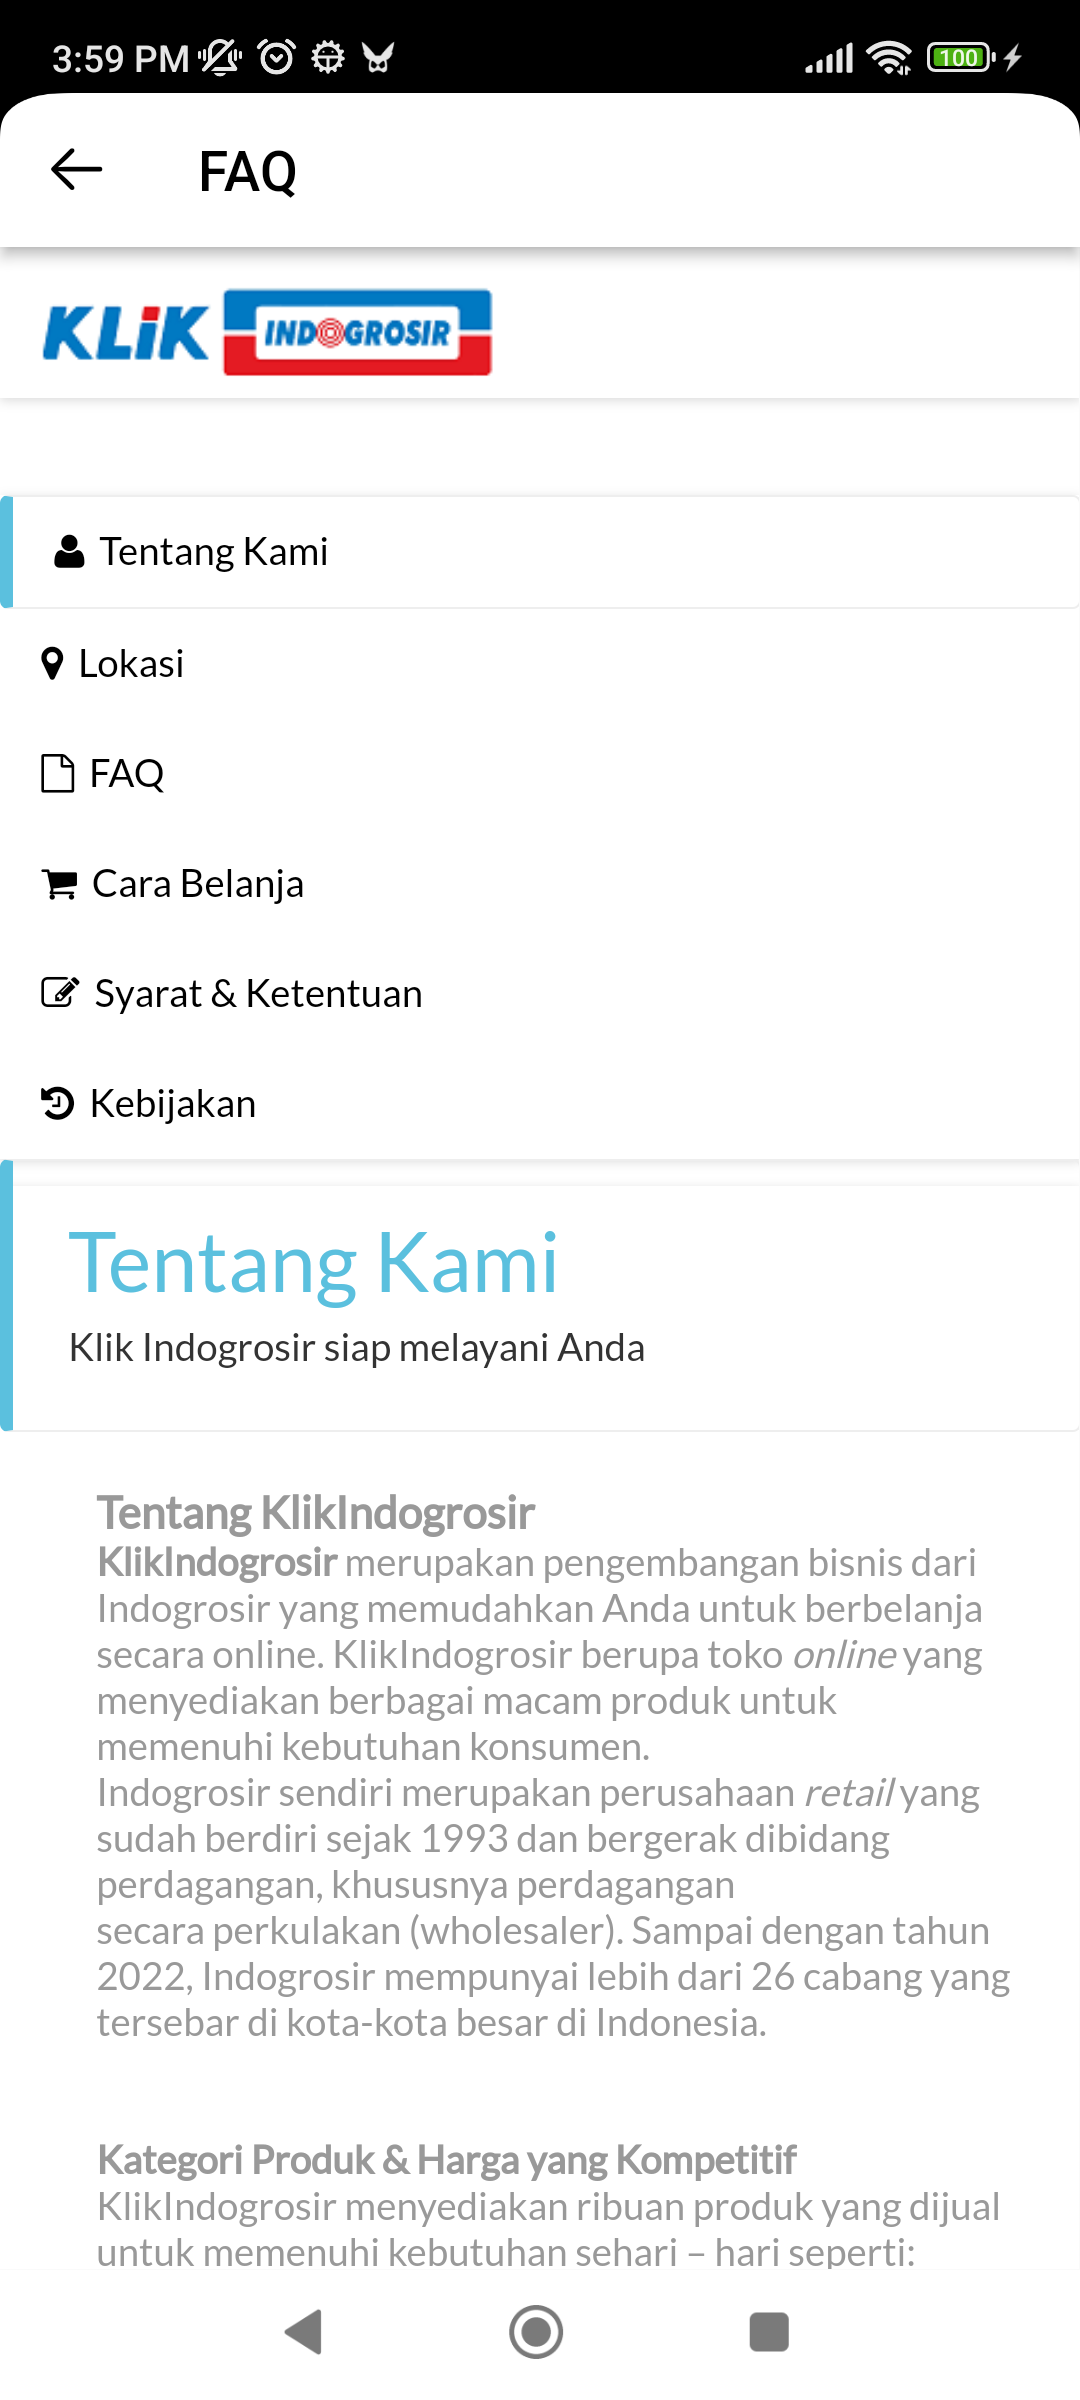 3:59 PM
100
FAQ
KLiK INDOGROSIR
Tentang Kami
Lokasi
FAQ
Cara Belanja
Syarat & Ketentuan
Kebijakan
Tentang Kami
Klik Indogrosir siap melayani Anda
Tentang KlikIndogrosir
KlikIndogrosir merupakan pengembangan bisnis dari
Indogrosir yang memudahkan Anda untuk berbelanja
secara online. KlikIndogrosir berupa toko online yang
menyediakan berbagai macam produk untuk
memenuhi kebutuhan konsumen.
Indogrosir sendiri merupakan perusahaan retail yang
sudah berdiri sejak 1993 dan bergerak dibidang
perdagangan, khususnya perdagangan
secara perkulakan (wholesaler). Sampai dengan tahun
2022, Indogrosir mempunyai lebih dari 26 cabang yang
tersebar di kota-kota besar di Indonesia.
Kategori Produk & Harga yang Kompetitif
KlikIndogrosir menyediakan ribuan produk yang dijual
untuk memenuhi kebutuhan sehari – hari seperti: